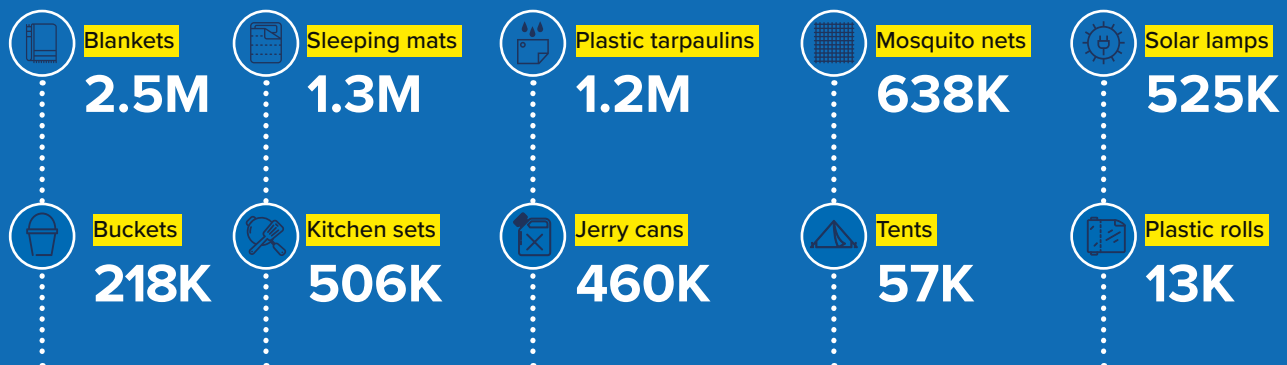 Blankets
2.5M
Sleeping mats
1.3M
Plastic tarpaulins
1.2M
Mosquito nets
638K
Solar lamps
525K
Buckets
218K
Kitchen sets
506K
Jerry cans
460K
Tents
57K
Plastic rolls
13K